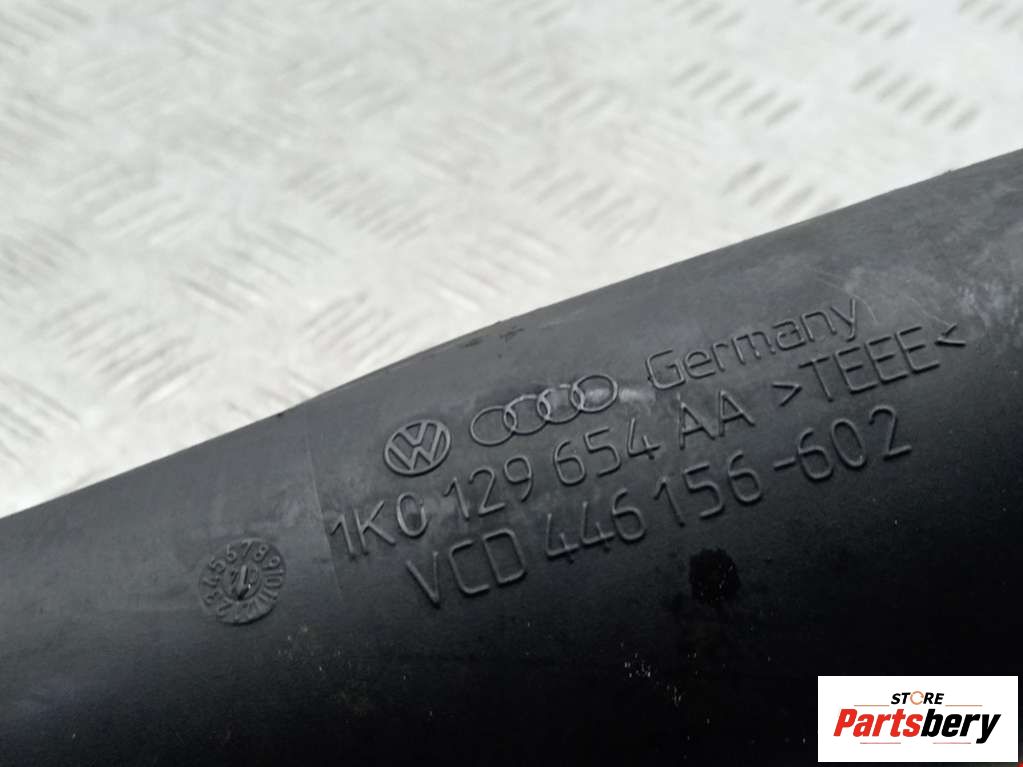 Germany
1K0 129 654 AA >TEEE<
VCD 446 156-602
STORE
Partsbery